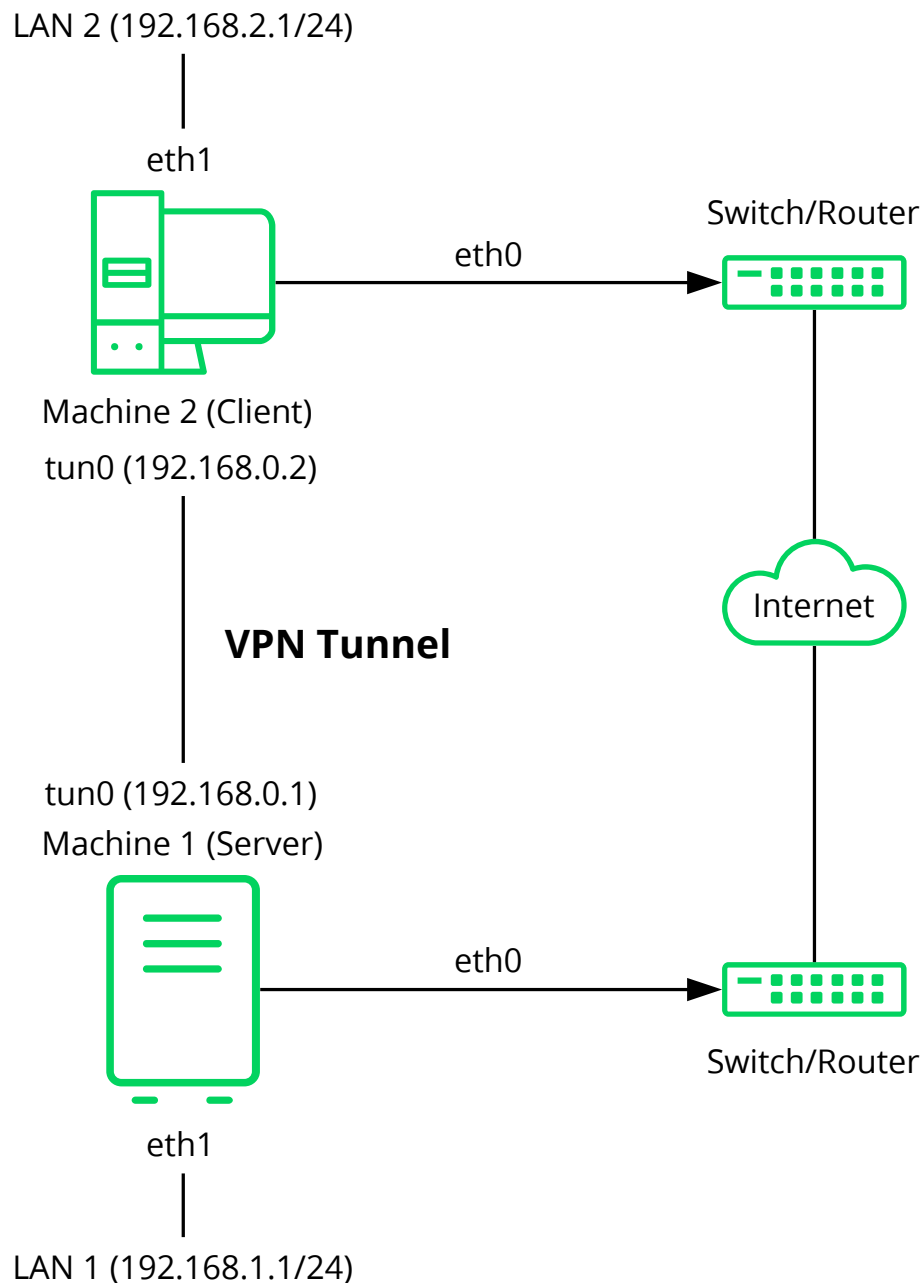 LAN 2 (192.168.2.1/24)
eth1
Switch/Router
eth0
Machine 2 (Client)
tun0 (192.168.0.2)
Internet
VPN Tunnel
tun0 (192.168.0.1)
Machine 1 (Server)
eth0
Switch/Router
eth1
LAN 1 (192.168.1.1/24)